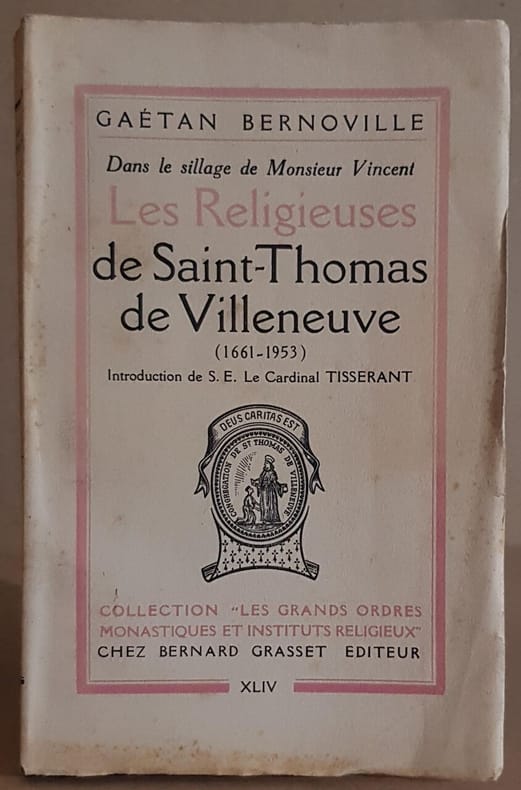 GAÉTAN BERNOVILLE
Dans le sillage de Monsieur Vincent
Les Religieuses
de Saint-Thomas
de Villeneuve
(1661-1953)
Introduction de S. E. Le Cardinal TISSERANT
DEUS CARITAS EST
CONGREGATION DE ST THOMAS DE VILLENEUVE
COLLECTION "LES GRANDS ORDRES
MONASTIQUES ET INSTITUTS RELIGIEUX"
CHEZ BERNARD GRASSET EDITEUR
XLIV